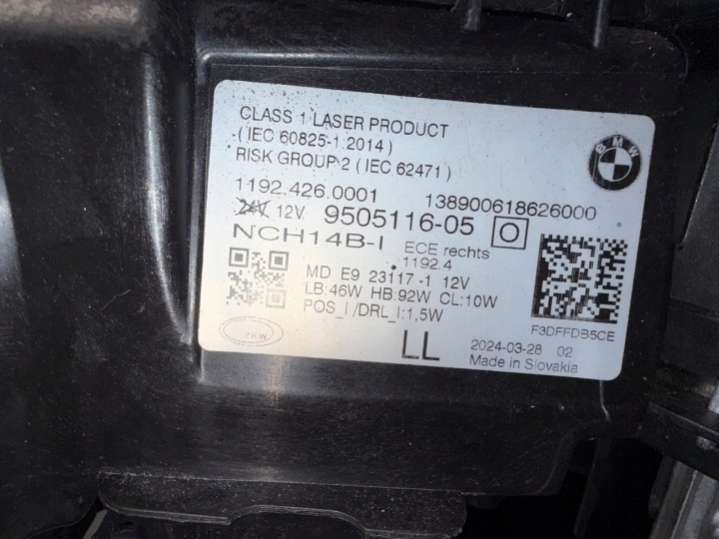 CLASS 1 LASER PRODUCT
( IEC 60825-1:2014 )
RISK GROUP 2 ( IEC 62471 )
BMW
1192.426.0001 138900618626000
24V 12V 9505116-05 O
NCH14B-I ECE rechts
1192.4
MD E9 23117 -1 12V
LB:46W HB:92W CL:10W
POS_I /DRL_I:1,5W
F3DFFDB5CE
ZKW
LL
2024-03-28 02
Made in Slovakia